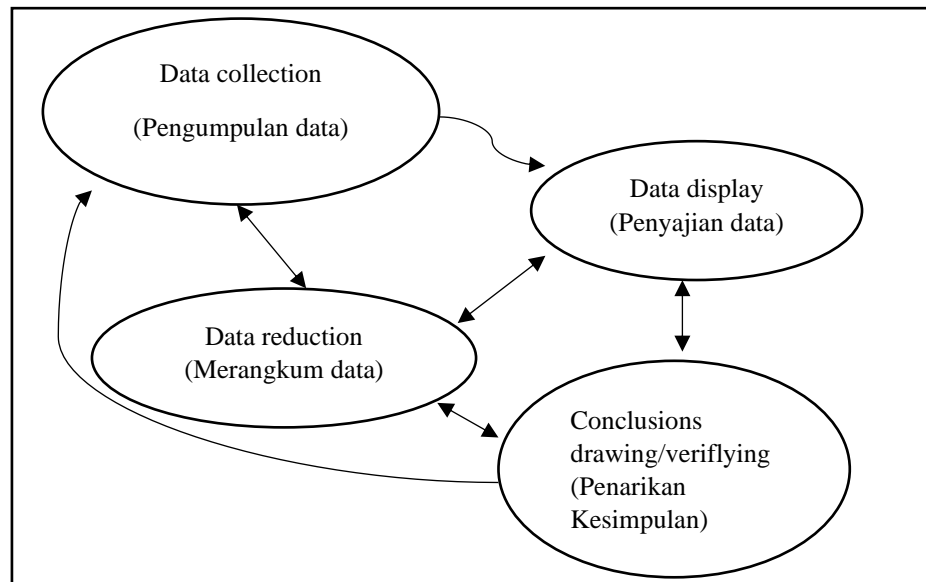 Data collection
(Pengumpulan data)
Data display
(Penyajian data)
Data reduction
(Merangkum data)
Conclusions
drawing/veriflying
(Penarikan
Kesimpulan)